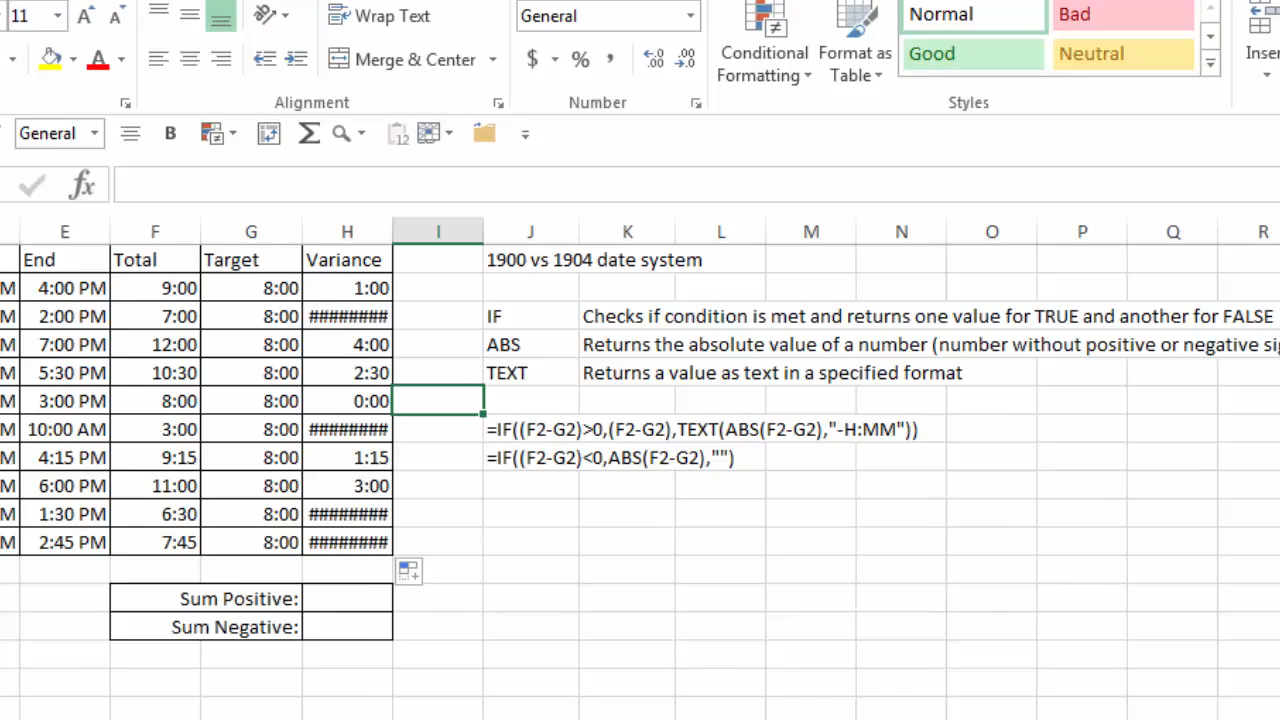 11
Wrap Text
General
Normal
Bad
Merge & Center
$ % ,
Conditional Formatting
Format as Table
Good
Neutral
Inser
Alignment
Number
Styles
General
B
Σ
12
fx
E F G H I J K L M N O P Q R
End Total Target Variance 1900 vs 1904 date system
M 4:00 PM 9:00 8:00 1:00
M 2:00 PM 7:00 8:00 ######## IF Checks if condition is met and returns one value for TRUE and another for FALSE
M 7:00 PM 12:00 8:00 4:00 ABS Returns the absolute value of a number (number without positive or negative sig
M 5:30 PM 10:30 8:00 2:30 TEXT Returns a value as text in a specified format
M 3:00 PM 8:00 8:00 0:00
M 10:00 AM 3:00 8:00 ######## =IF((F2-G2)>0,(F2-G2),TEXT(ABS(F2-G2),"-H:MM"))
M 4:15 PM 9:15 8:00 1:15 =IF((F2-G2)<0,ABS(F2-G2),"")
M 6:00 PM 11:00 8:00 3:00
M 1:30 PM 6:30 8:00 ########
M 2:45 PM 7:45 8:00 ########
Sum Positive:
Sum Negative: